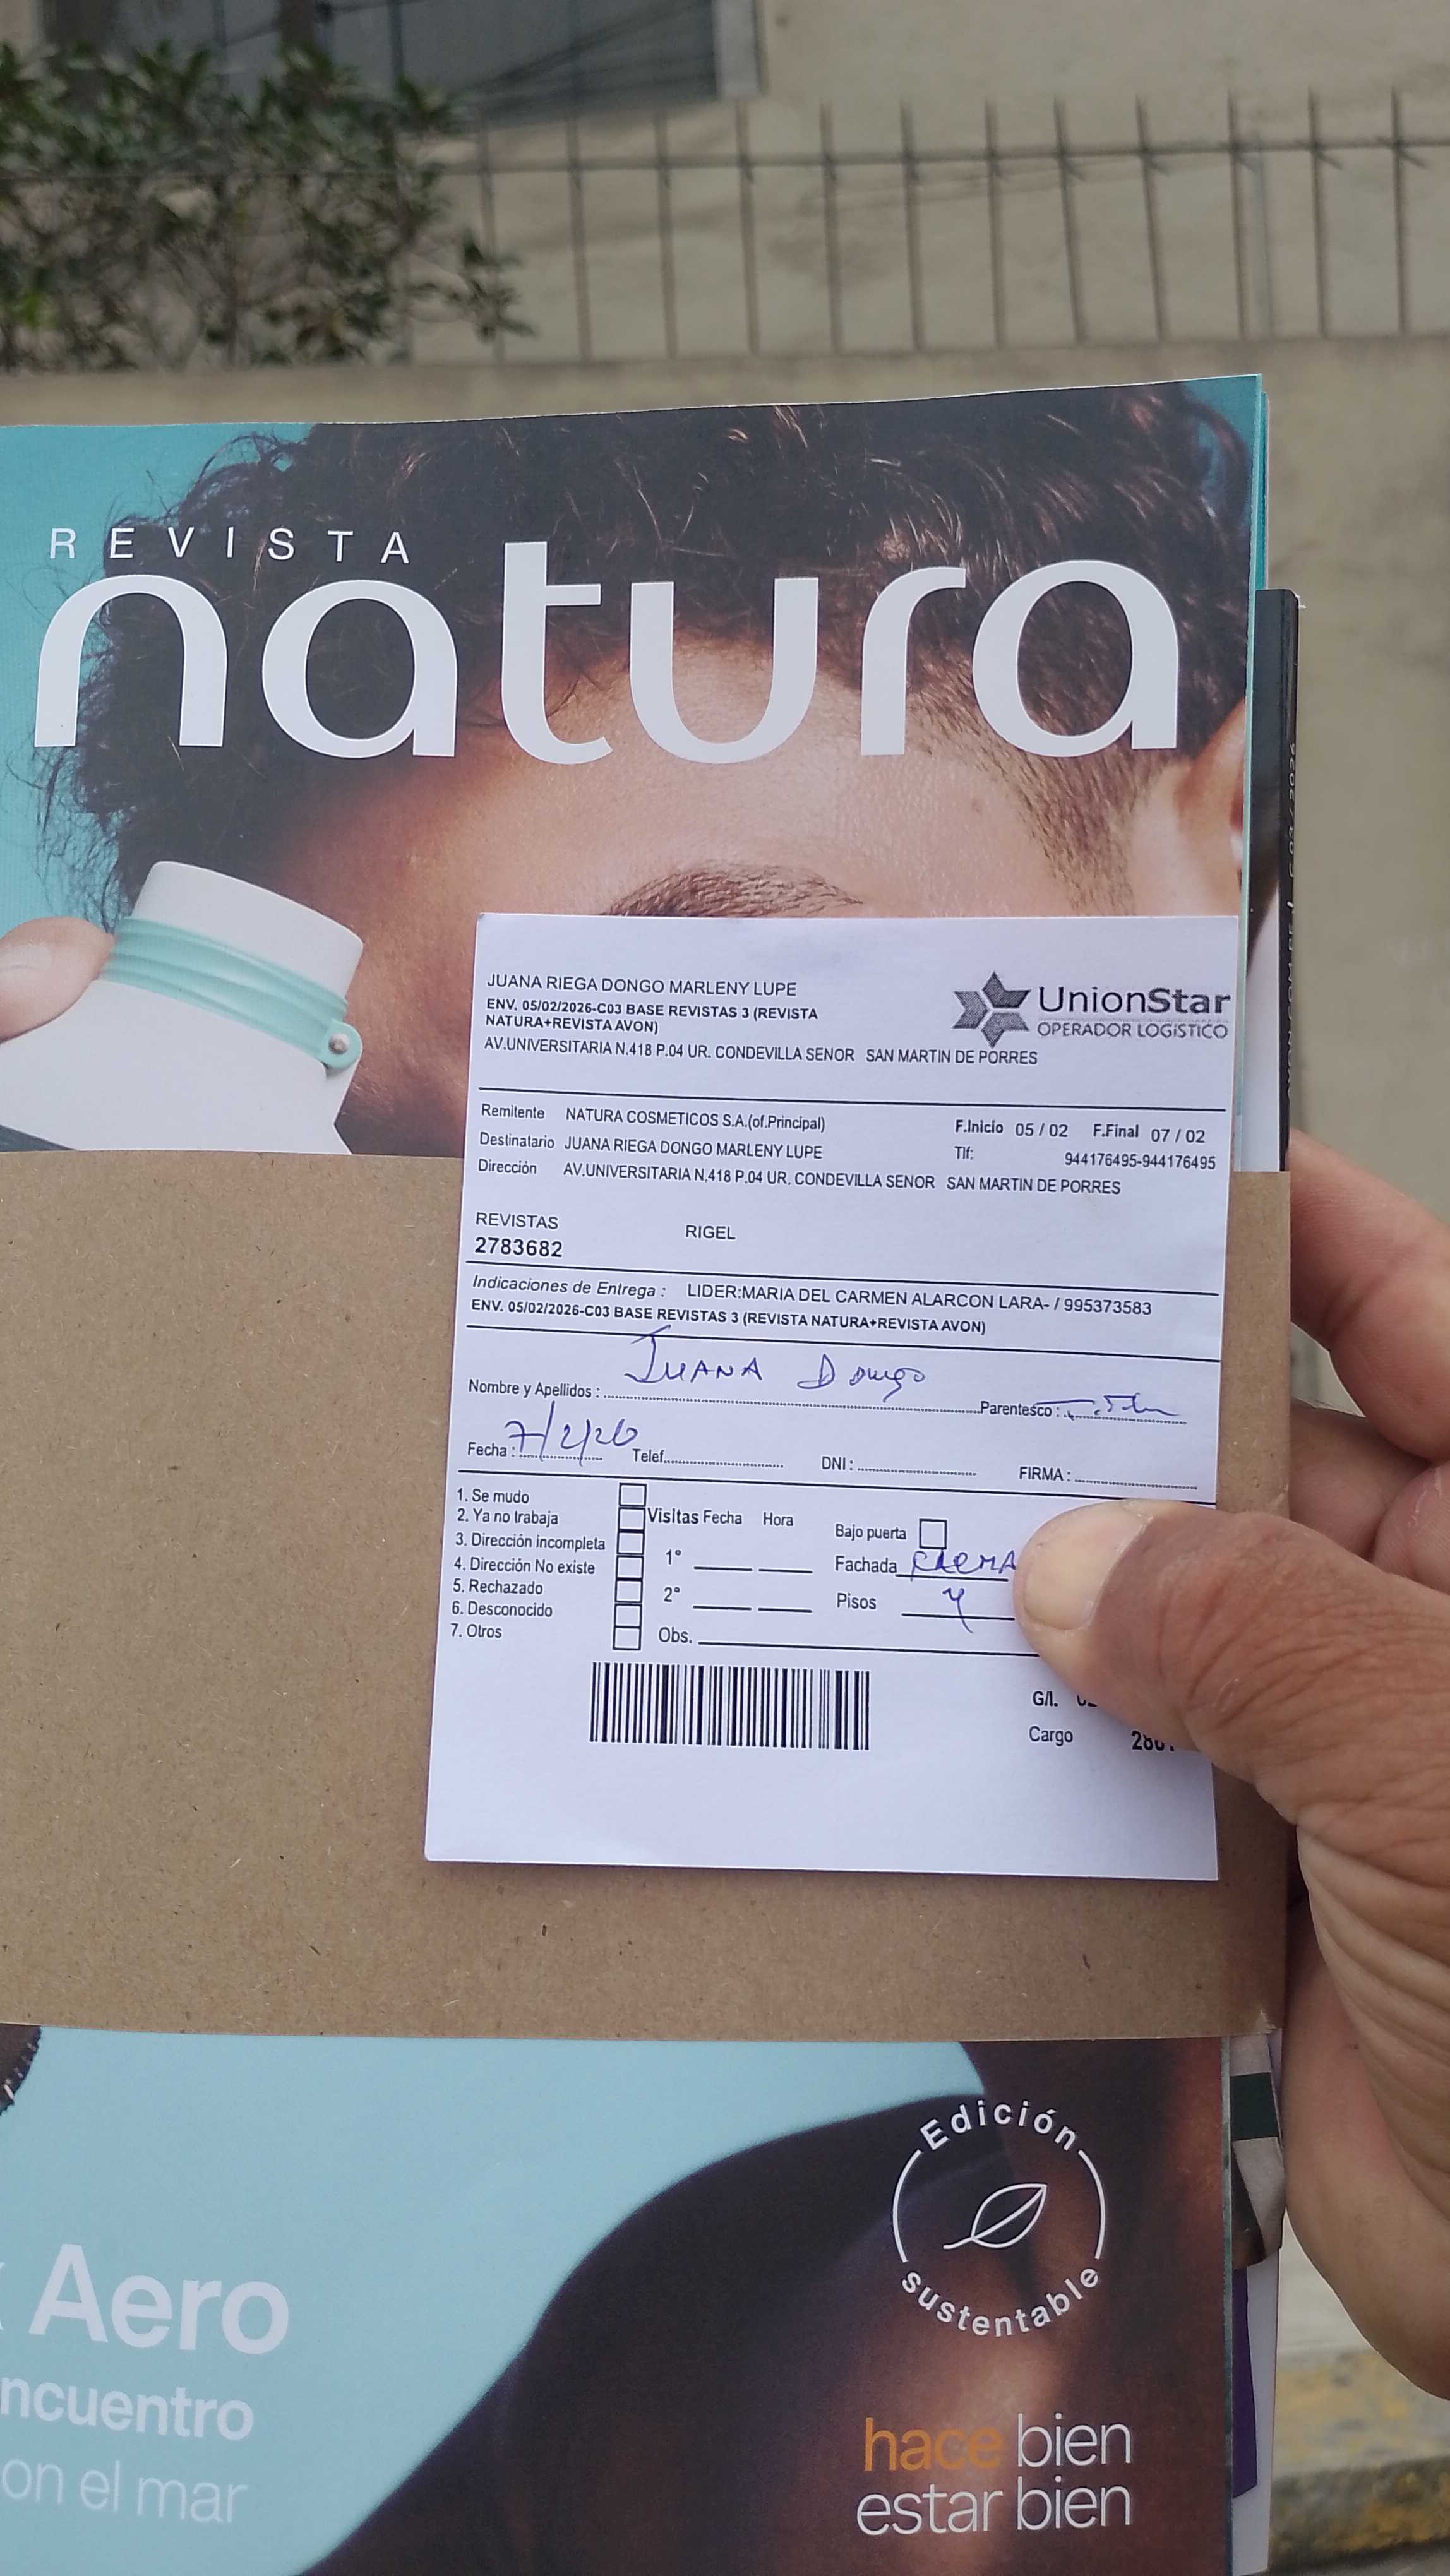 REVISTA
natura
JUANA RIEGA DONGO MARLENY LUPE
ENV. 05/02/2026-C03 BASE REVISTAS 3 (REVISTA
NATURA+REVISTA AVON)
AV.UNIVERSITARIA N.418 P.04 UR. CONDEVILLA SENOR SAN MARTIN DE PORRES
UnionStar
OPERADOR LOGÍSTICO
Remitente NATURA COSMETICOS S.A.(of.Principal) F.Inicio 05 / 02 F.Final 07 / 02
Destinatario JUANA RIEGA DONGO MARLENY LUPE Tlf: 944176495-944176495
Dirección AV.UNIVERSITARIA N.418 P.04 UR. CONDEVILLA SENOR SAN MARTIN DE PORRES
REVISTAS RIGEL
2783682
Indicaciones de Entrega : LIDER:MARIA DEL CARMEN ALARCON LARA- / 995373583
ENV. 05/02/2026-C03 BASE REVISTAS 3 (REVISTA NATURA+REVISTA AVON)
Nombre y Apellidos : JUANA Dongo Parentesco :
Fecha : 7/2/26 Telef. DNI : FIRMA :
1. Se mudo
2. Ya no trabaja
3. Dirección incompleta
4. Dirección No existe
5. Rechazado
6. Desconocido
7. Otros
Visitas Fecha Hora
1°
2°
Obs.
Bajo puerta
Fachada CREMA
Pisos 4
G/I.
Cargo
Aero
ncuentro
on el mar
Edición
sustentable
hace bien
estar bien